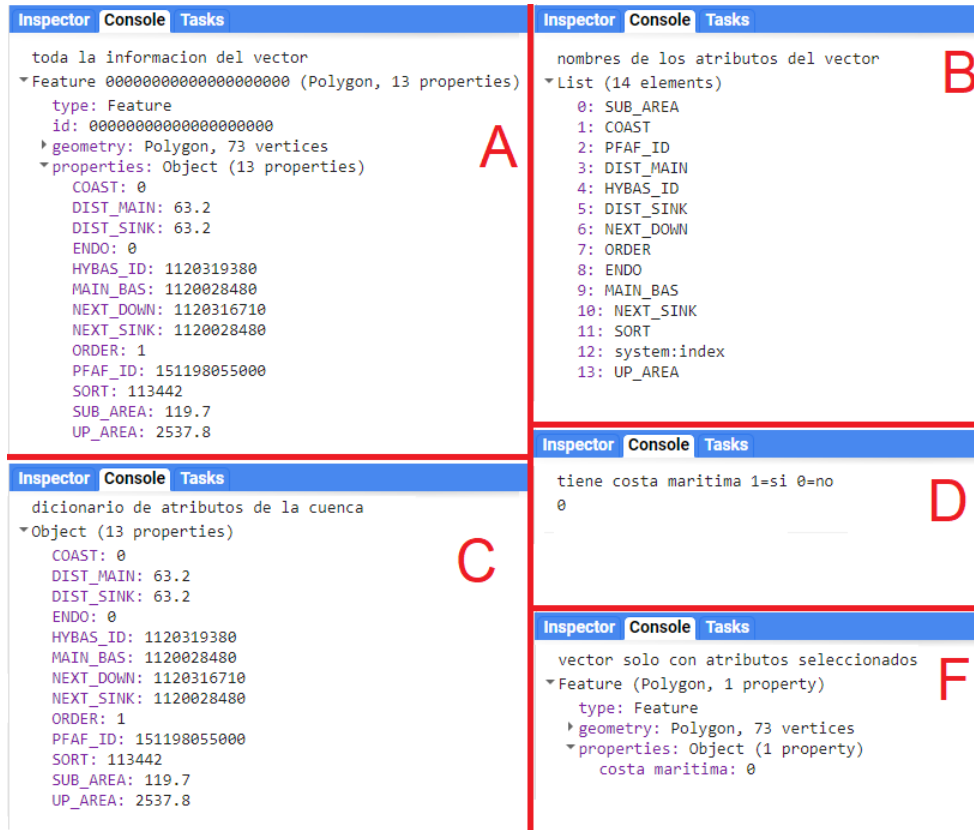 Inspector Console Tasks
toda la informacion del vector
Feature 00000000000000000000 (Polygon, 13 properties)
type: Feature
id: 00000000000000000000
geometry: Polygon, 73 vertices
properties: Object (13 properties)
COAST: 0
DIST_MAIN: 63.2
DIST_SINK: 63.2
ENDO: 0
HYBAS_ID: 1120319380
MAIN_BAS: 1120028480
NEXT_DOWN: 1120316710
NEXT_SINK: 1120028480
ORDER: 1
PFAF_ID: 151198055000
SORT: 113442
SUB_AREA: 119.7
UP_AREA: 2537.8
A
Inspector Console Tasks
nombres de los atributos del vector
List (14 elements)
0: SUB_AREA
1: COAST
2: PFAF_ID
3: DIST_MAIN
4: HYBAS_ID
5: DIST_SINK
6: NEXT_DOWN
7: ORDER
8: ENDO
9: MAIN_BAS
10: NEXT_SINK
11: SORT
12: system:index
13: UP_AREA
B
Inspector Console Tasks
dicionario de atributos de la cuenca
Object (13 properties)
COAST: 0
DIST_MAIN: 63.2
DIST_SINK: 63.2
ENDO: 0
HYBAS_ID: 1120319380
MAIN_BAS: 1120028480
NEXT_DOWN: 1120316710
NEXT_SINK: 1120028480
ORDER: 1
PFAF_ID: 151198055000
SORT: 113442
SUB_AREA: 119.7
UP_AREA: 2537.8
C
Inspector Console Tasks
tiene costa maritima 1=si 0=no
0
D
Inspector Console Tasks
vector solo con atributos seleccionados
Feature (Polygon, 1 property)
type: Feature
geometry: Polygon, 73 vertices
properties: Object (1 property)
costa maritima: 0
F